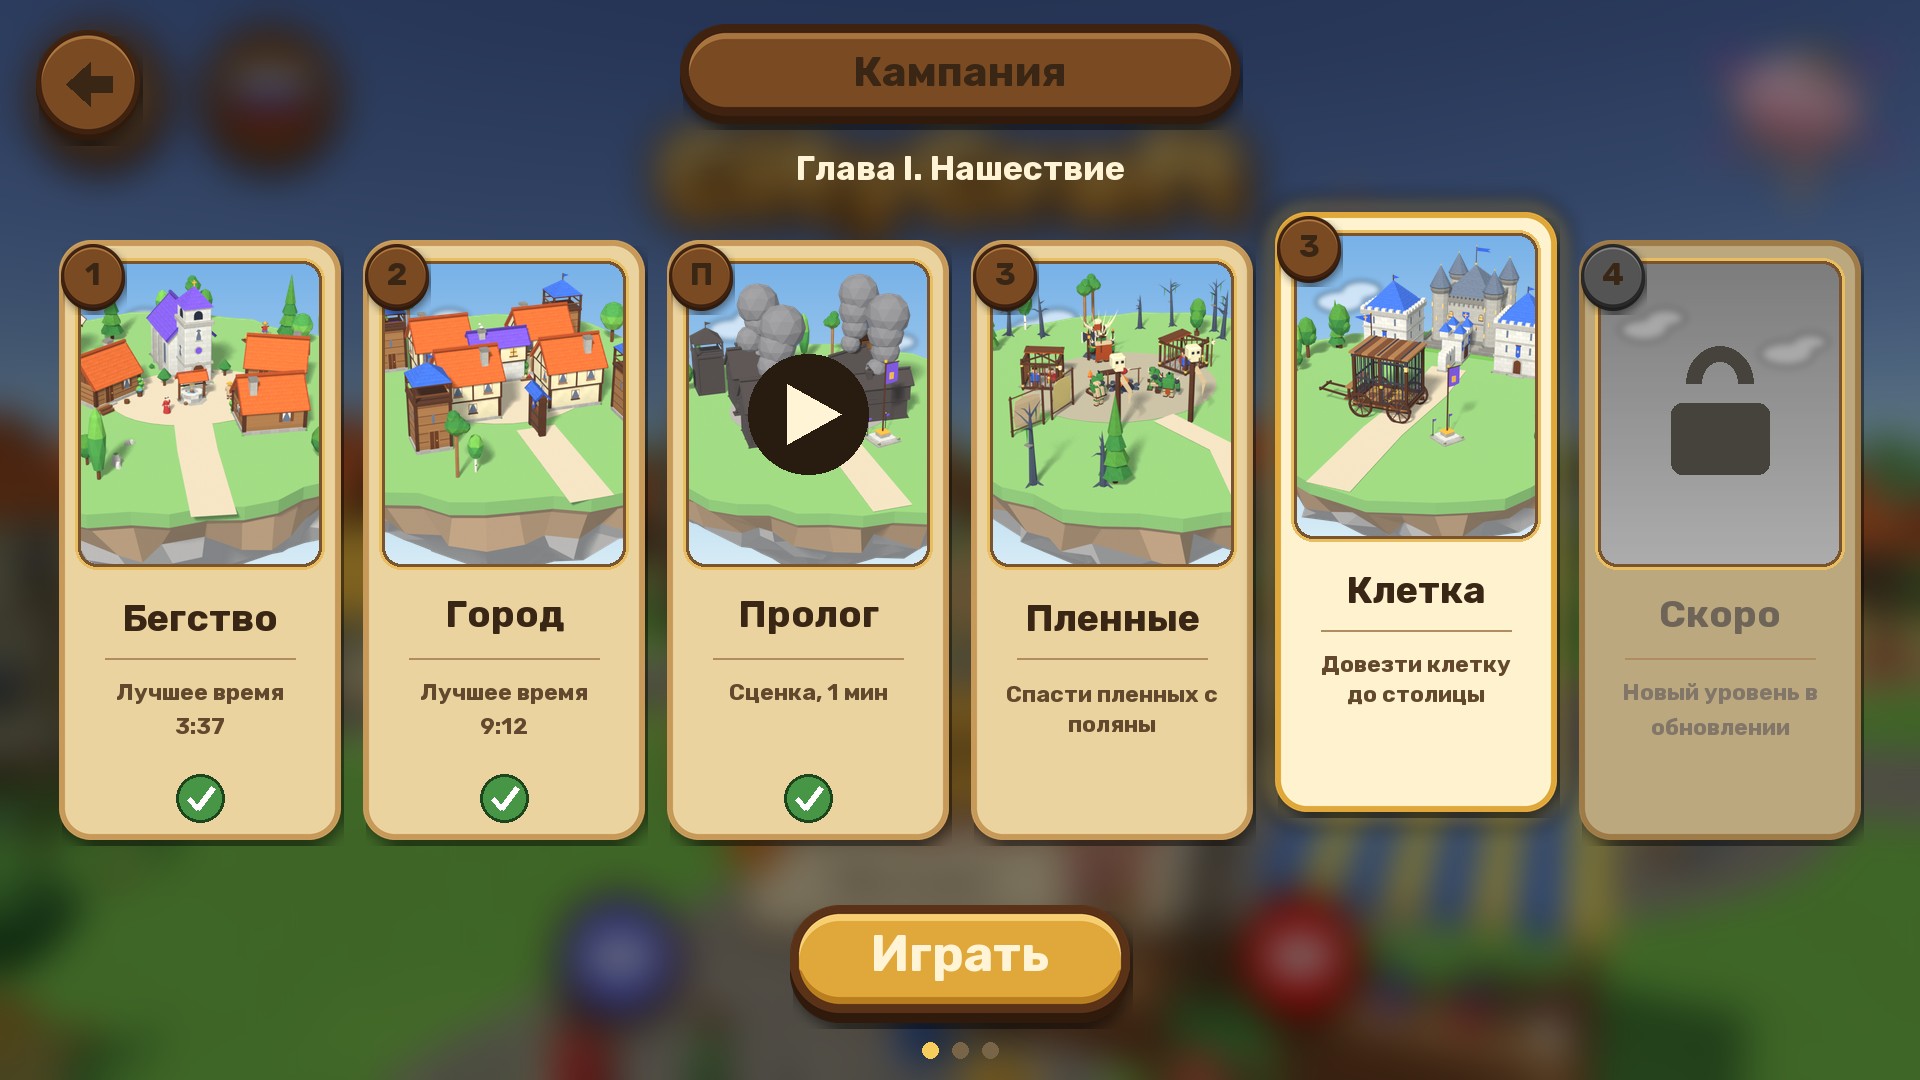 Кампания
Глава I. Нашествие
1
Бегство
Лучшее время
3:37
2
Город
Лучшее время
9:12
П
Пролог
Сценка, 1 мин
3
Пленные
Спасти пленных с
поляны
3
Клетка
Довезти клетку
до столицы
4
Скоро
Новый уровень в
обновлении
Играть